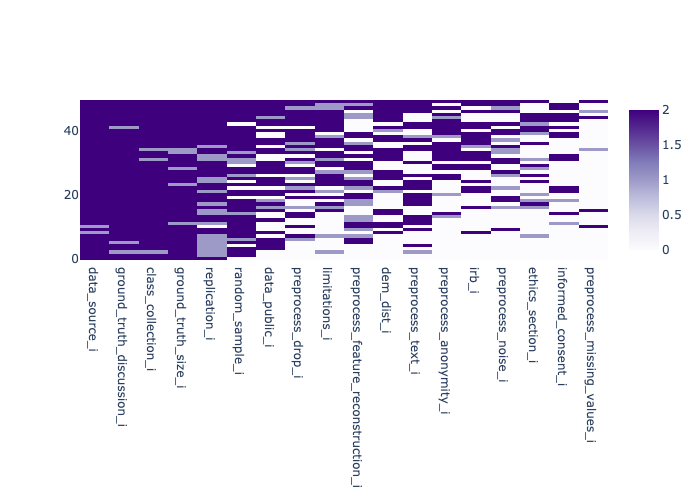 40
20
0
2
1.5
1
0.5
0
data_source_i
ground_truth_discussion_i
class_collection_i
ground_truth_size_i
replication_i
random_sample_i
data_public_i
preprocess_drop_i
limitations_i
preprocess_feature_reconstruction_i
dem_dist_i
preprocess_text_i
preprocess_anonymity_i
irb_i
preprocess_noise_i
ethics_section_i
informed_consent_i
preprocess_missing_values_i